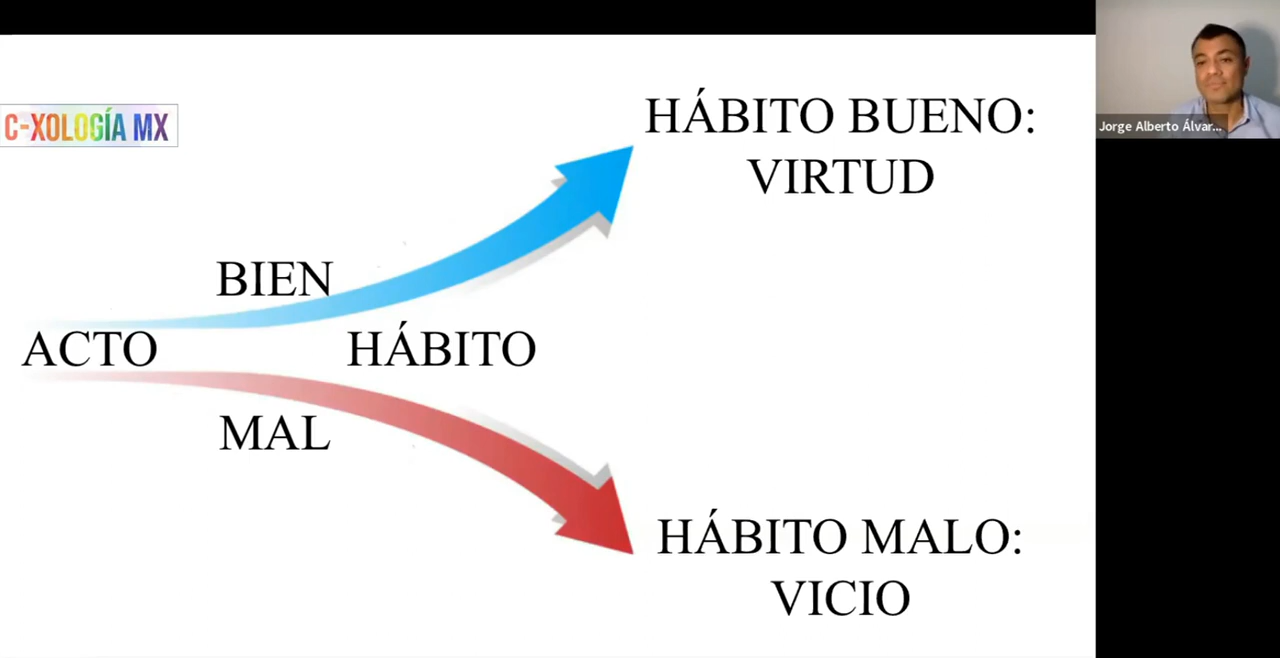 C-XOLOGÍA MX
HÁBITO BUENO:
VIRTUD
BIEN
ACTO
HÁBITO
MAL
HÁBITO MALO:
VICIO
Jorge Alberto Álvar...